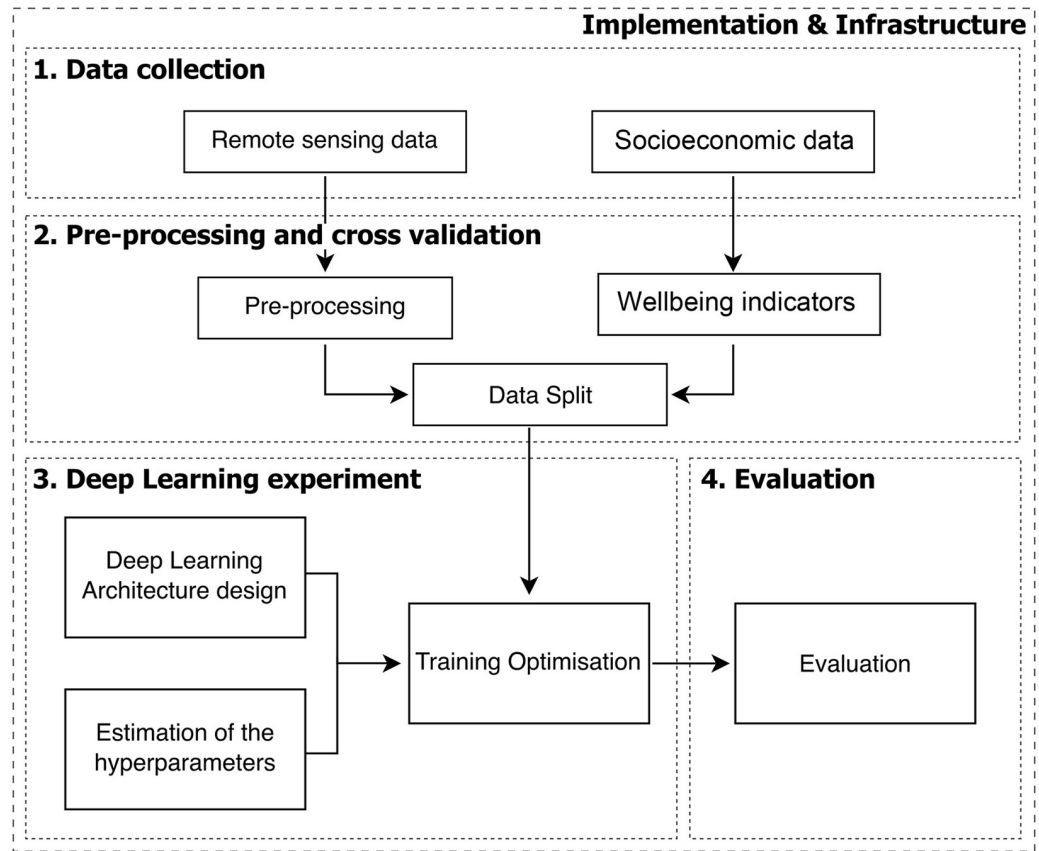 Implementation & Infrastructure
1. Data collection
Remote sensing data
Socioeconomic data
2. Pre-processing and cross validation
Pre-processing
Wellbeing indicators
Data Split
3. Deep Learning experiment
Deep Learning
Architecture design
Estimation of the
hyperparameters
Training Optimisation
4. Evaluation
Evaluation